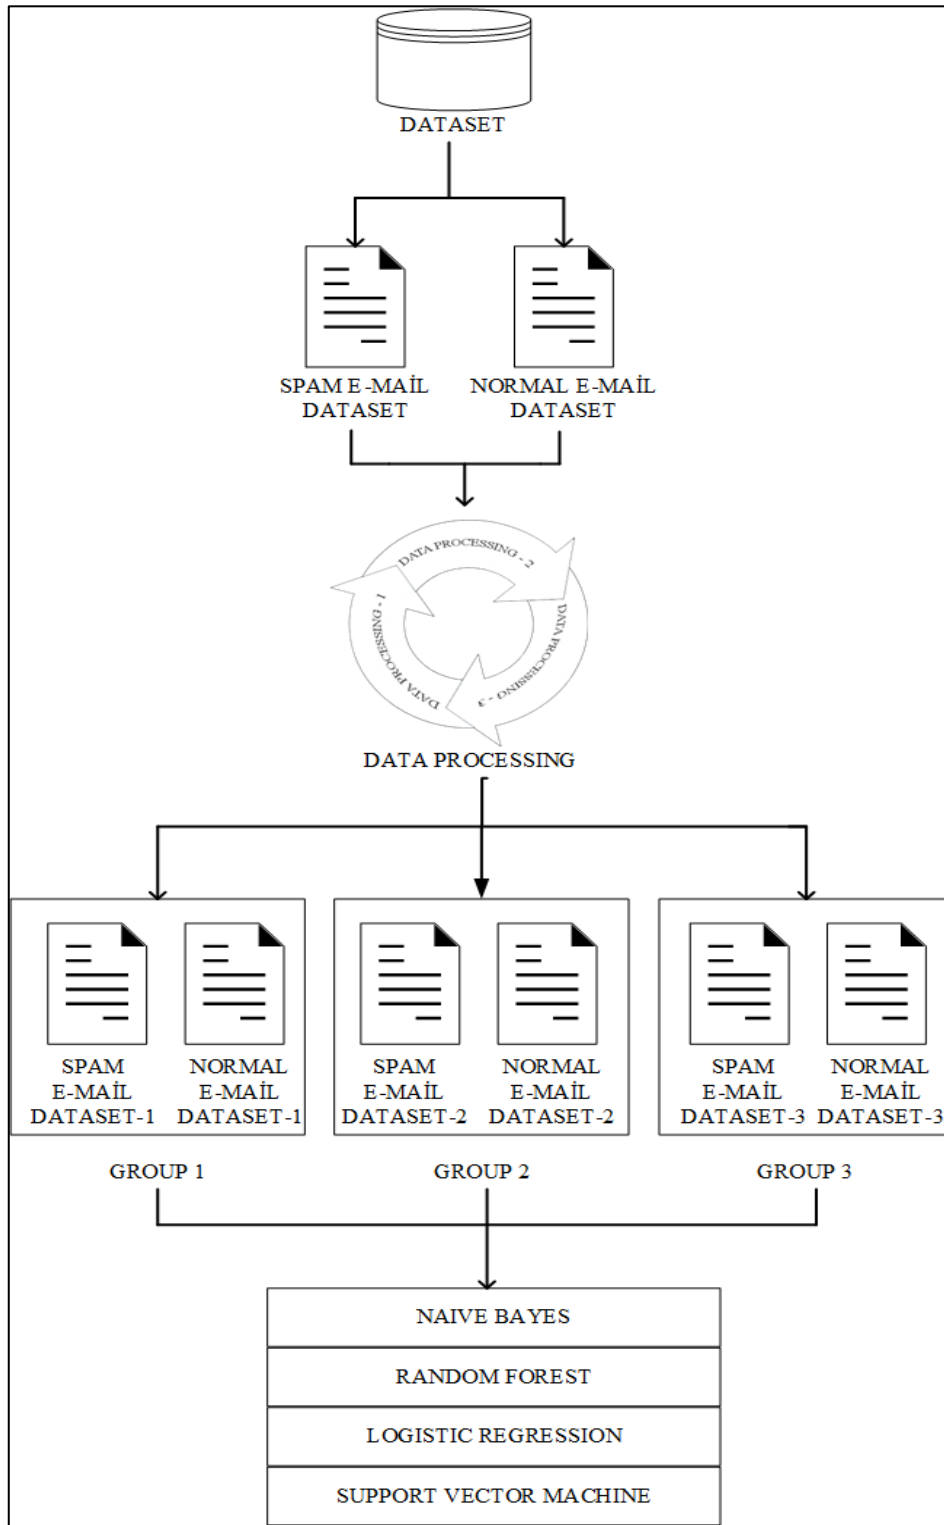 DATASET
SPAM E-MAİL
DATASET
NORMAL E-MAİL
DATASET
DATA PROCESSING - 1
DATA PROCESSING - 2
DATA PROCESSING - 3
DATA PROCESSING
SPAM
E-MAİL
DATASET-1
NORMAL
E-MAİL
DATASET-1
SPAM
E-MAİL
DATASET-2
NORMAL
E-MAİL
DATASET-2
SPAM
E-MAİL
DATASET-3
NORMAL
E-MAİL
DATASET-3
GROUP 1
GROUP 2
GROUP 3
NAIVE BAYES
RANDOM FOREST
LOGISTIC REGRESSION
SUPPORT VECTOR MACHINE